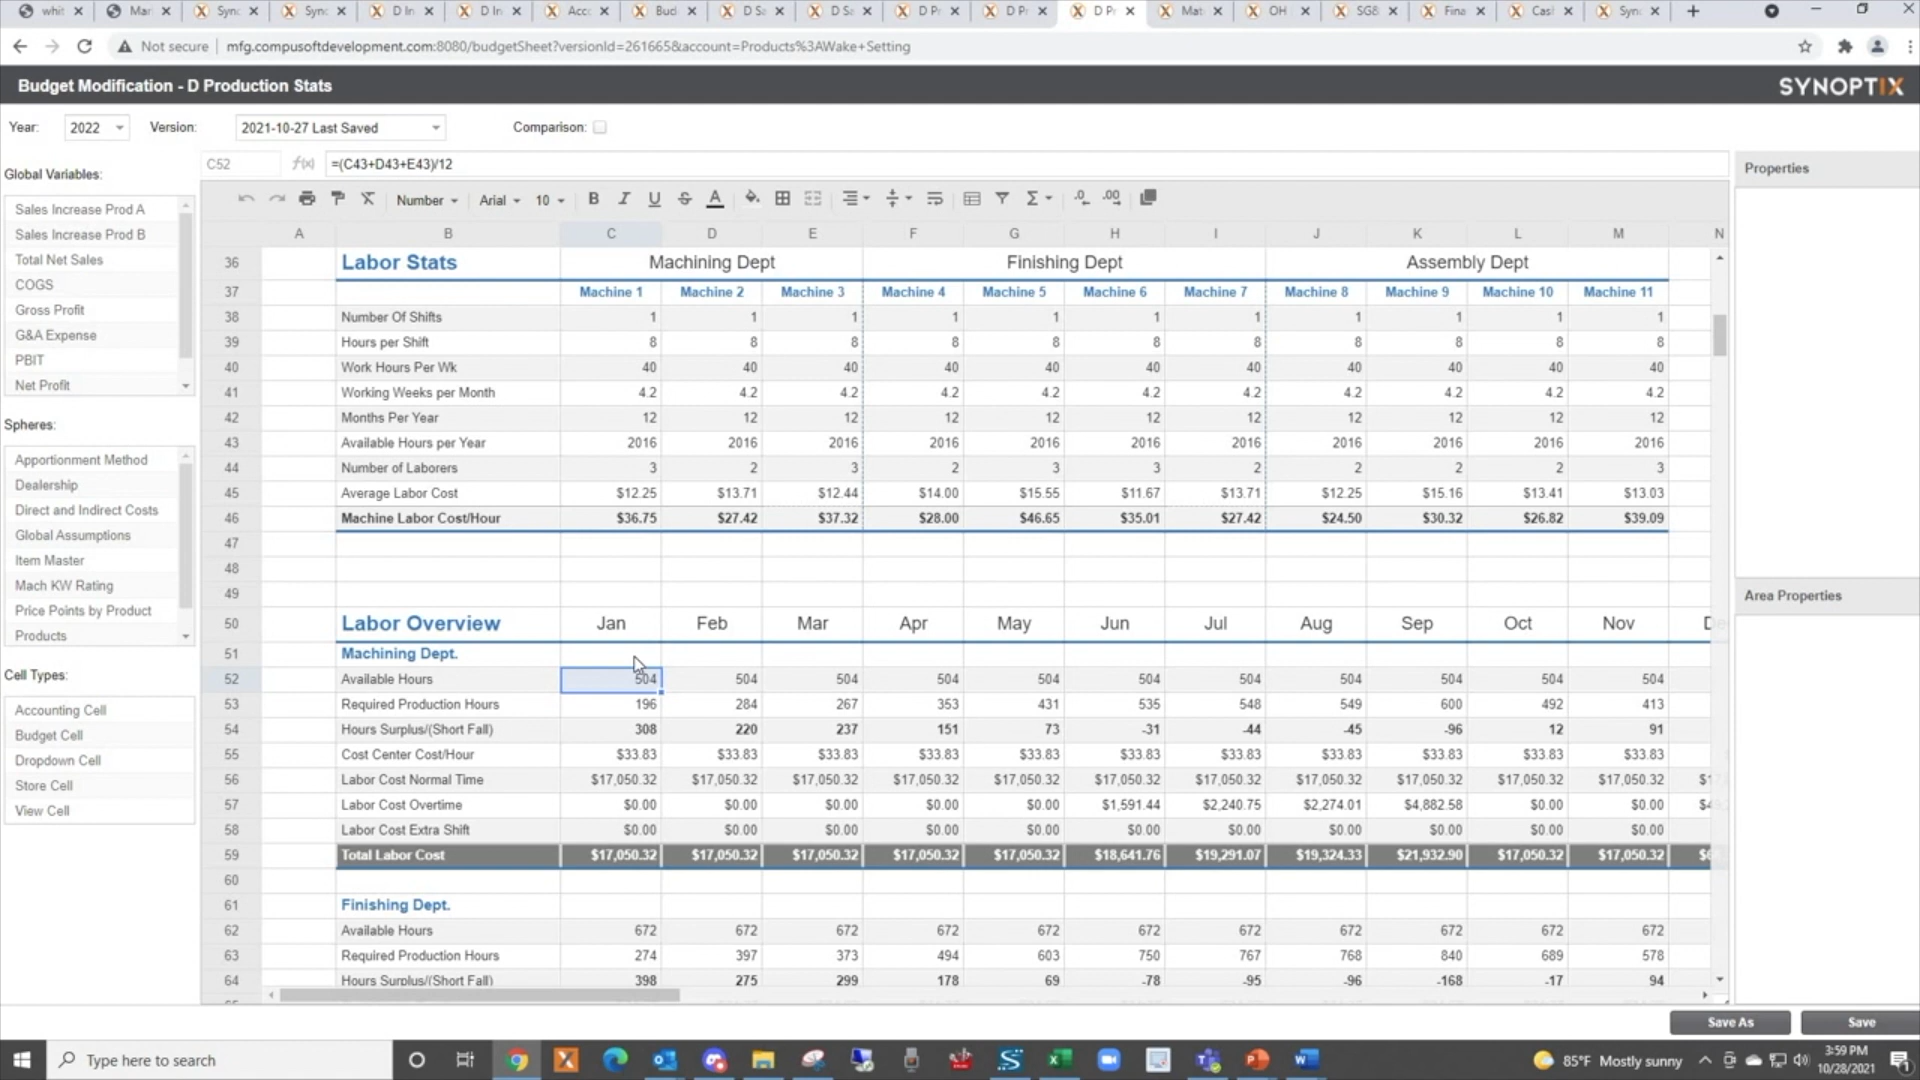 whit Mar Sync Sync D In D In Acco Bud D Sa D Sa D Pr D Pr D Pr Mat OH SGB Fina Cas Sync
Not secure mfg.compusoftdevelopment.com:8080/budgetSheet?versionId=261665&account=Products%3AWake+Setting
Budget Modification - D Production Stats SYNOPTIX
Year: 2022 Version: 2021-10-27 Last Saved Comparison:
C52 f(x) =(C43+D43+E43)/12
Number Arial 10 B I U S A Σ .0 .00
Global Variables:
Sales Increase Prod A
Sales Increase Prod B
Total Net Sales
COGS
Gross Profit
G&A Expense
PBIT
Net Profit
Spheres:
Apportionment Method
Dealership
Direct and Indirect Costs
Global Assumptions
Item Master
Mach KW Rating
Price Points by Product
Products
Cell Types:
Accounting Cell
Budget Cell
Dropdown Cell
Store Cell
View Cell
A B C D E F G H I J K L M N
36 Labor Stats Machining Dept Finishing Dept Assembly Dept
37 Machine 1 Machine 2 Machine 3 Machine 4 Machine 5 Machine 6 Machine 7 Machine 8 Machine 9 Machine 10 Machine 11
38 Number Of Shifts 1 1 1 1 1 1 1 1 1 1 1
39 Hours per Shift 8 8 8 8 8 8 8 8 8 8 8
40 Work Hours Per Wk 40 40 40 40 40 40 40 40 40 40 40
41 Working Weeks per Month 4.2 4.2 4.2 4.2 4.2 4.2 4.2 4.2 4.2 4.2 4.2
42 Months Per Year 12 12 12 12 12 12 12 12 12 12 12
43 Available Hours per Year 2016 2016 2016 2016 2016 2016 2016 2016 2016 2016 2016
44 Number of Laborers 3 2 3 2 3 3 2 2 2 2 3
45 Average Labor Cost $12.25 $13.71 $12.44 $14.00 $15.55 $11.67 $13.71 $12.25 $15.16 $13.41 $13.03
46 Machine Labor Cost/Hour $36.75 $27.42 $37.32 $28.00 $46.65 $35.01 $27.42 $24.50 $30.32 $26.82 $39.09
47
48
49
50 Labor Overview Jan Feb Mar Apr May Jun Jul Aug Sep Oct Nov
51 Machining Dept.
52 Available Hours 504 504 504 504 504 504 504 504 504 504 504
53 Required Production Hours 196 284 267 353 431 535 548 549 600 492 413
54 Hours Surplus/(Short Fall) 308 220 237 151 73 -31 -44 -45 -96 12 91
55 Cost Center Cost/Hour $33.83 $33.83 $33.83 $33.83 $33.83 $33.83 $33.83 $33.83 $33.83 $33.83 $33.83
56 Labor Cost Normal Time $17,050.32 $17,050.32 $17,050.32 $17,050.32 $17,050.32 $17,050.32 $17,050.32 $17,050.32 $17,050.32 $17,050.32 $17,050.32
57 Labor Cost Overtime $0.00 $0.00 $0.00 $0.00 $0.00 $1,591.44 $2,240.75 $2,274.01 $4,882.58 $0.00 $0.00
58 Labor Cost Extra Shift $0.00 $0.00 $0.00 $0.00 $0.00 $0.00 $0.00 $0.00 $0.00 $0.00 $0.00
59 Total Labor Cost $17,050.32 $17,050.32 $17,050.32 $17,050.32 $17,050.32 $18,641.76 $19,291.07 $19,324.33 $21,932.90 $17,050.32 $17,050.32
60
61 Finishing Dept.
62 Available Hours 672 672 672 672 672 672 672 672 672 672 672
63 Required Production Hours 274 397 373 494 603 750 767 768 840 689 578
64 Hours Surplus/(Short Fall) 398 275 299 178 69 -78 -95 -96 -168 -17 94
Properties
Area Properties
Save As Save
Type here to search
85°F Mostly sunny
3:59 PM
10/28/2021